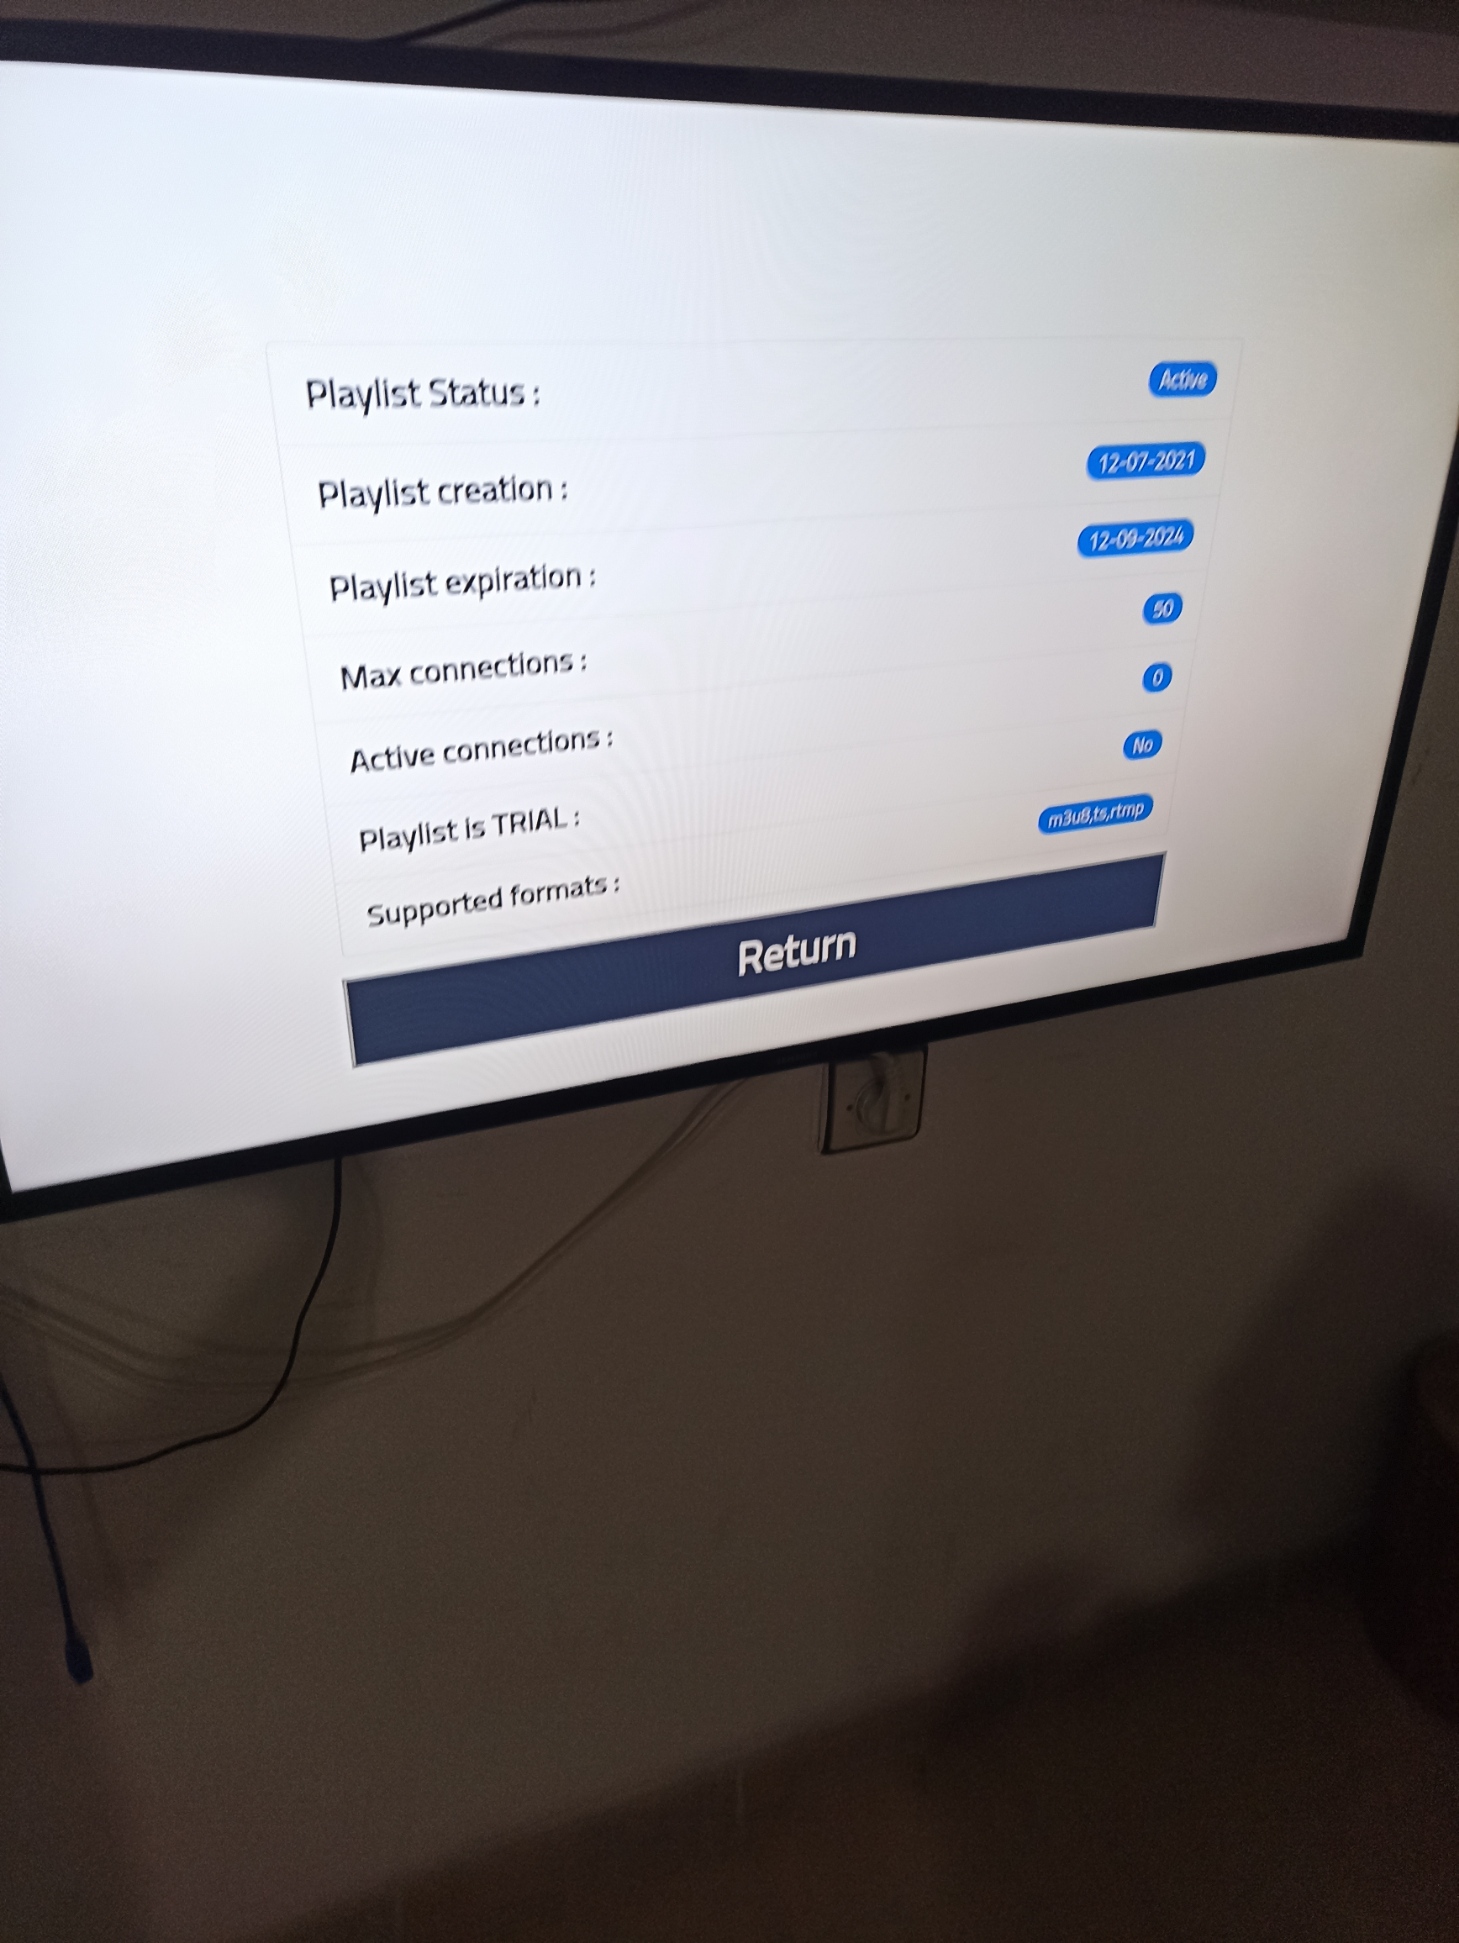 Playlist Status : Active
Playlist creation : 12-07-2021
Playlist expiration : 12-09-2024
Max connections : 50
Active connections : 0
Playlist is TRIAL : No
Supported formats : m3u8,ts,rtmp
Return